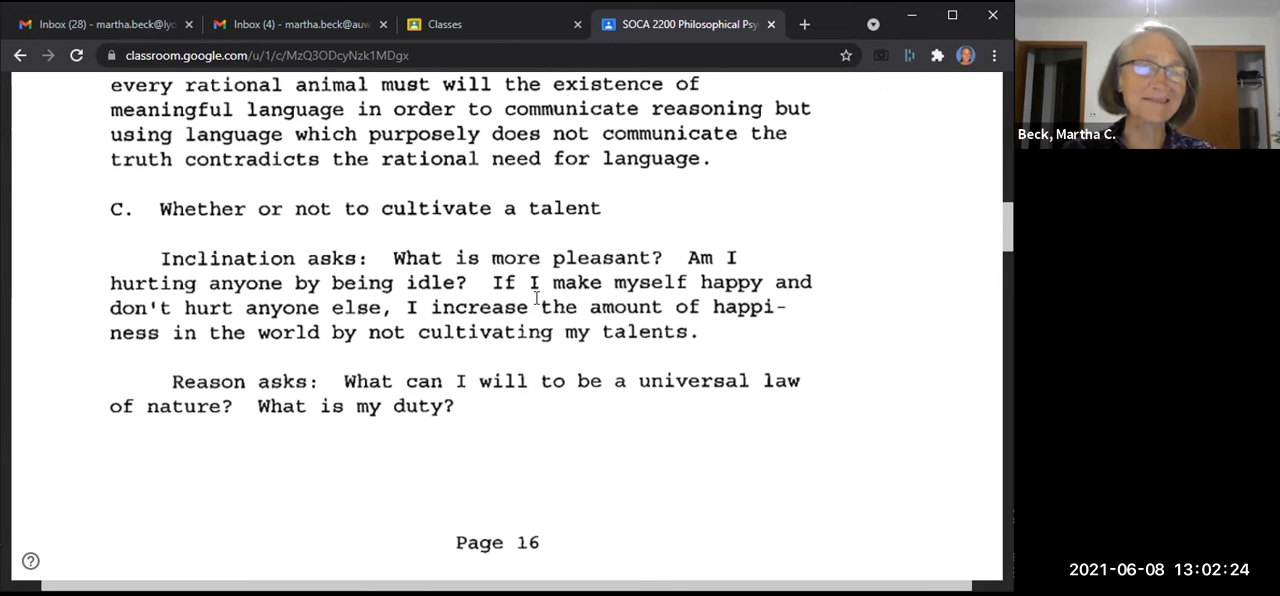 Inbox (28) - martha.beck@ly
Inbox (4) - martha.beck@auw
Classes
SOCA 2200 Philosophical Psy
classroom.google.com/u/1/c/MzQ3ODcyNzk1MDgx
every rational animal must will the existence of
meaningful language in order to communicate reasoning but
using language which purposely does not communicate the
truth contradicts the rational need for language.
C. Whether or not to cultivate a talent
Inclination asks: What is more pleasant? Am I
hurting anyone by being idle? If I make myself happy and
don't hurt anyone else, I increase the amount of happi-
ness in the world by not cultivating my talents.
Reason asks: What can I will to be a universal law
of nature? What is my duty?
Page 16
Beck, Martha C.
2021-06-08 13:02:24